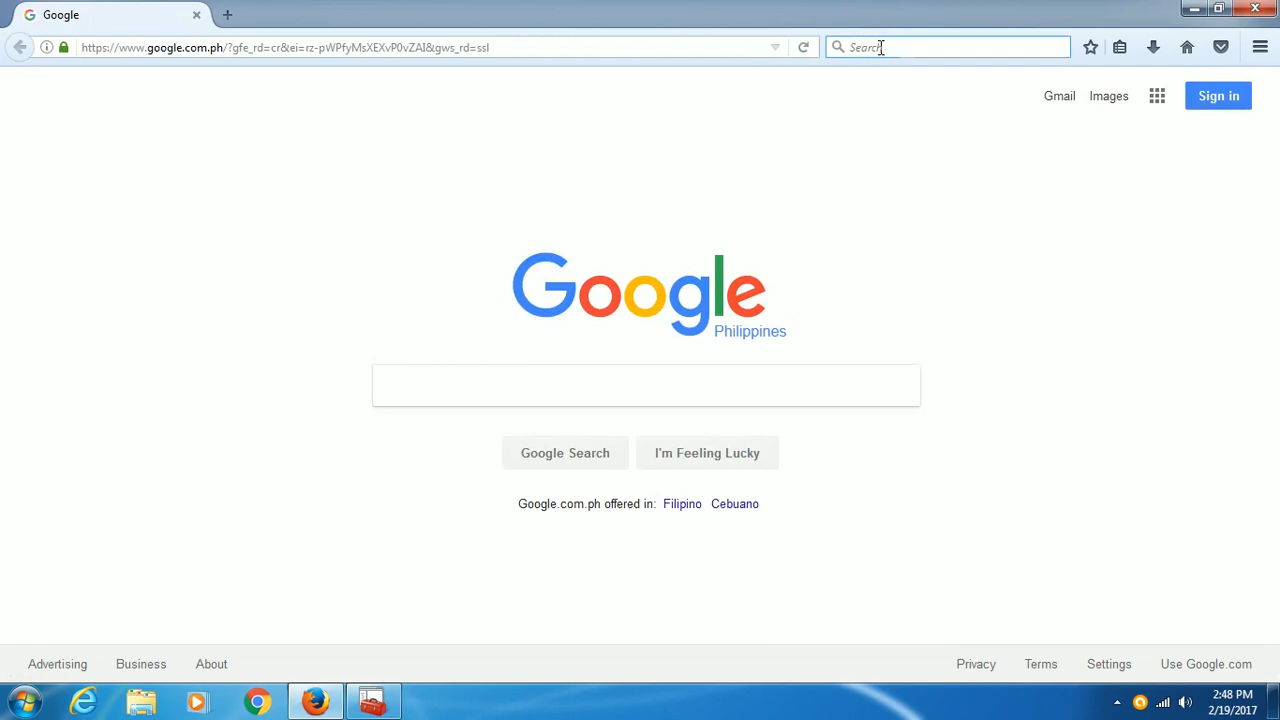 Google
https://www.google.com.ph/?gfe_rd=cr&ei=rz-pWPfyMsXEXvP0vZAI&gws_rd=ssl
Search
Gmail Images Sign in
Google
Philippines
Google Search I'm Feeling Lucky
Google.com.ph offered in: Filipino Cebuano
Advertising Business About Privacy Terms Settings Use Google.com
2:48 PM
2/19/2017